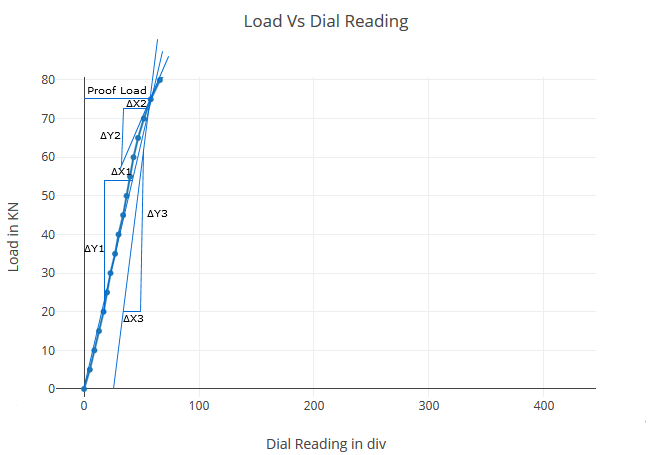 Load Vs Dial Reading
80
Proof Load
ΔX2
70
ΔY2
60
ΔX1
50
ΔY3
40
ΔY1
30
20
ΔX3
10
0
0 100 200 300 400
Load in KN
Dial Reading in div